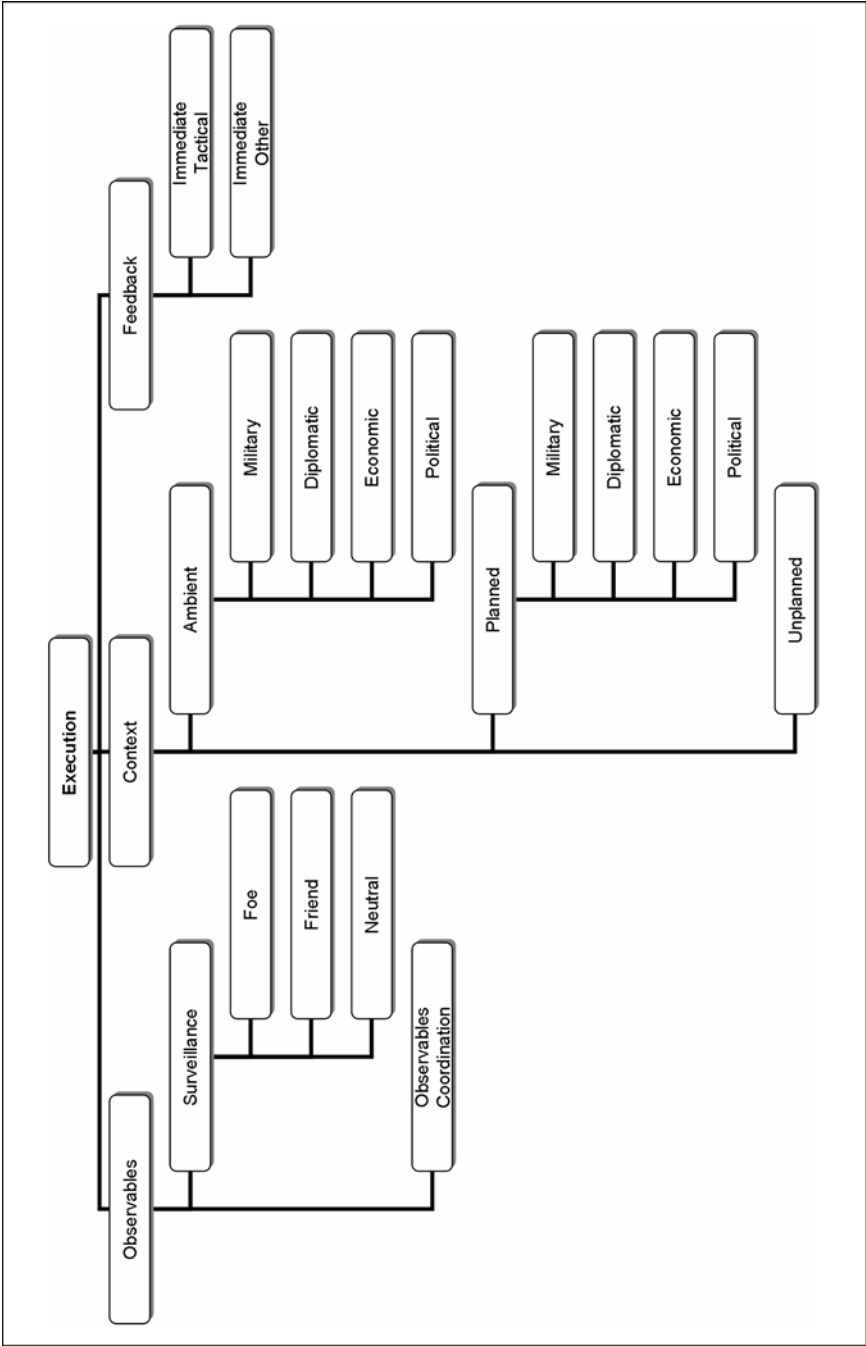 Execution
Observables
Context
Feedback
Surveillance
Foe
Friend
Neutral
Observables
Coordination
Ambient
Military
Diplomatic
Economic
Political
Planned
Military
Diplomatic
Economic
Political
Unplanned
Immediate
Tactical
Immediate
Other